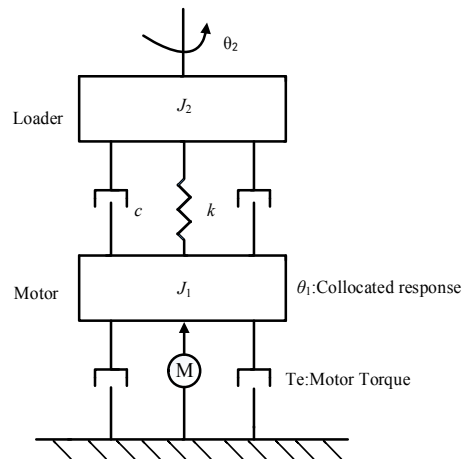 θ2
J2
Loader
c
k
J1
θ1:Collocated response
Motor
M
Te:Motor Torque